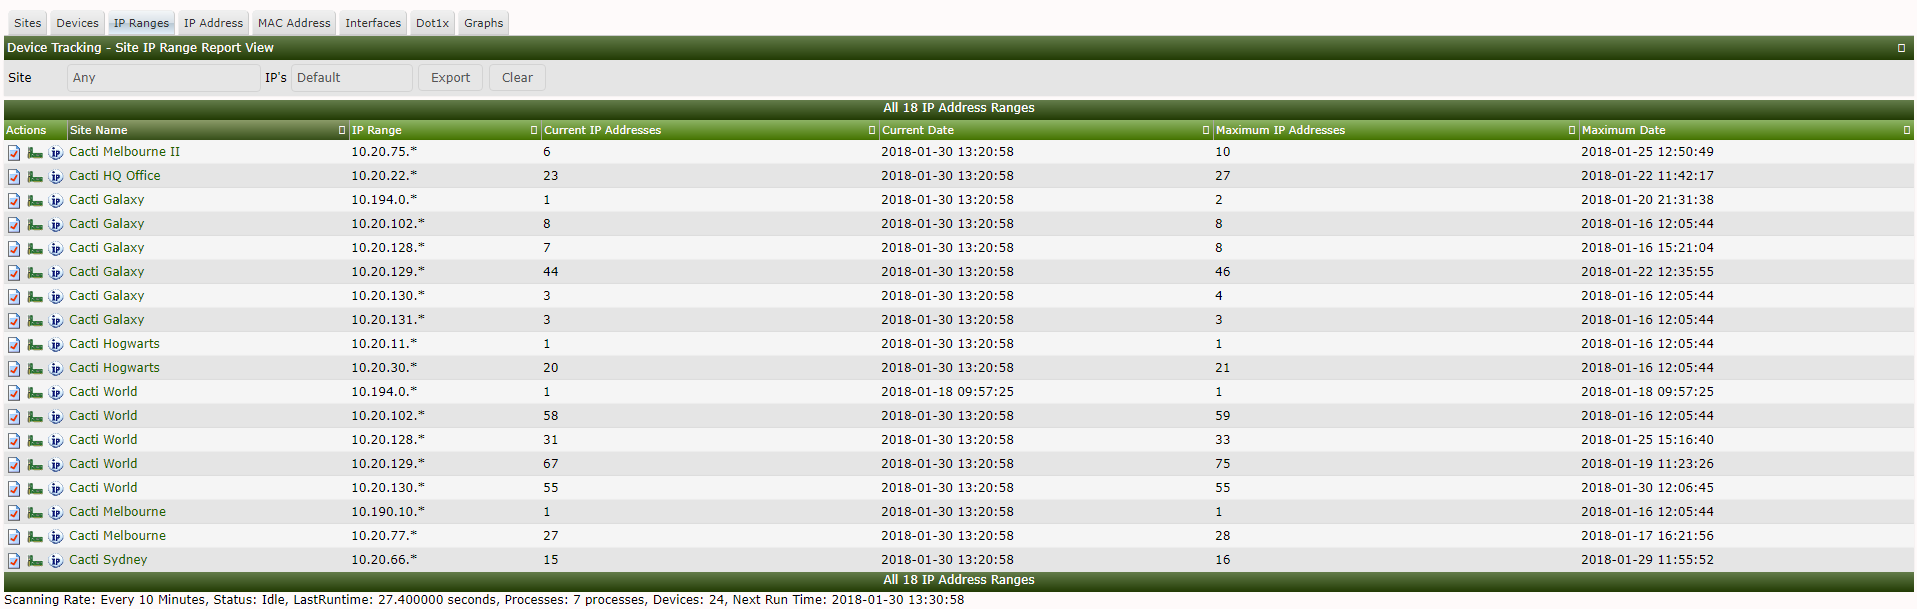 Sites Devices IP Ranges IP Address MAC Address Interfaces Dot1x Graphs
Device Tracking - Site IP Range Report View
Site Any IP's Default Export Clear
All 18 IP Address Ranges
Actions Site Name IP Range Current IP Addresses Current Date Maximum IP Addresses Maximum Date
IP Cacti Melbourne II 10.20.75.* 6 2018-01-30 13:20:58 10 2018-01-25 12:50:49
IP Cacti HQ Office 10.20.22.* 23 2018-01-30 13:20:58 27 2018-01-22 11:42:17
IP Cacti Galaxy 10.194.0.* 1 2018-01-30 13:20:58 2 2018-01-20 21:31:38
IP Cacti Galaxy 10.20.102.* 8 2018-01-30 13:20:58 8 2018-01-16 12:05:44
IP Cacti Galaxy 10.20.128.* 7 2018-01-30 13:20:58 8 2018-01-16 15:21:04
IP Cacti Galaxy 10.20.129.* 44 2018-01-30 13:20:58 46 2018-01-22 12:35:55
IP Cacti Galaxy 10.20.130.* 3 2018-01-30 13:20:58 4 2018-01-16 12:05:44
IP Cacti Galaxy 10.20.131.* 3 2018-01-30 13:20:58 3 2018-01-16 12:05:44
IP Cacti Hogwarts 10.20.11.* 1 2018-01-30 13:20:58 1 2018-01-16 12:05:44
IP Cacti Hogwarts 10.20.30.* 20 2018-01-30 13:20:58 21 2018-01-16 12:05:44
IP Cacti World 10.194.0.* 1 2018-01-18 09:57:25 1 2018-01-18 09:57:25
IP Cacti World 10.20.102.* 58 2018-01-30 13:20:58 59 2018-01-16 12:05:44
IP Cacti World 10.20.128.* 31 2018-01-30 13:20:58 33 2018-01-25 15:16:40
IP Cacti World 10.20.129.* 67 2018-01-30 13:20:58 75 2018-01-19 11:23:26
IP Cacti World 10.20.130.* 55 2018-01-30 13:20:58 55 2018-01-30 12:06:45
IP Cacti Melbourne 10.190.10.* 1 2018-01-30 13:20:58 1 2018-01-16 12:05:44
IP Cacti Melbourne 10.20.77.* 27 2018-01-30 13:20:58 28 2018-01-17 16:21:56
IP Cacti Sydney 10.20.66.* 15 2018-01-30 13:20:58 16 2018-01-29 11:55:52
All 18 IP Address Ranges
Scanning Rate: Every 10 Minutes, Status: Idle, LastRuntime: 27.400000 seconds, Processes: 7 processes, Devices: 24, Next Run Time: 2018-01-30 13:30:58